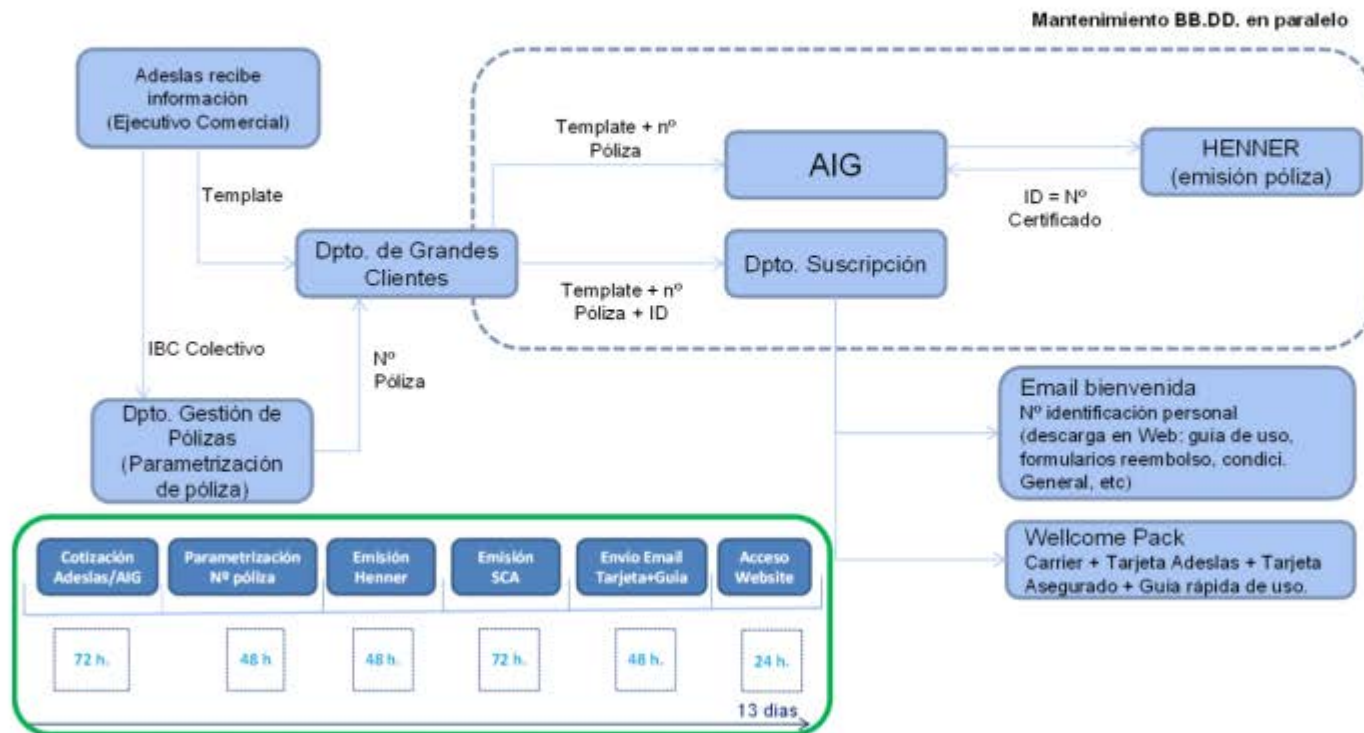 Mantenimiento BB.DD. en paralelo
Adeslas recibe
información
(Ejecutivo Comercial)
Template + nº
Póliza
AIG
HENNER
(emisión póliza)
Template
ID = Nº
Certificado
Dpto. de Grandes
Clientes
Dpto. Suscripción
Template + nº
Póliza + ID
IBC Colectivo
Nº
Póliza
Dpto. Gestión de
Pólizas
(Parametrización
de póliza)
Email bienvenida
Nº identificación personal
(descarga en Web: guía de uso,
formularios reembolso, condici.
General, etc)
Wellcome Pack
Carrier + Tarjeta Adeslas + Tarjeta
Asegurado + Guía rápida de uso.
Cotización
Adeslas/AIG
Parametrización
Nº póliza
Emisión
Henner
Emisión
SCA
Envio Email
Tarjeta+Guia
Acceso
Website
72 h.
48 h
48 h.
72 h.
48 h.
24 h.
13 dias